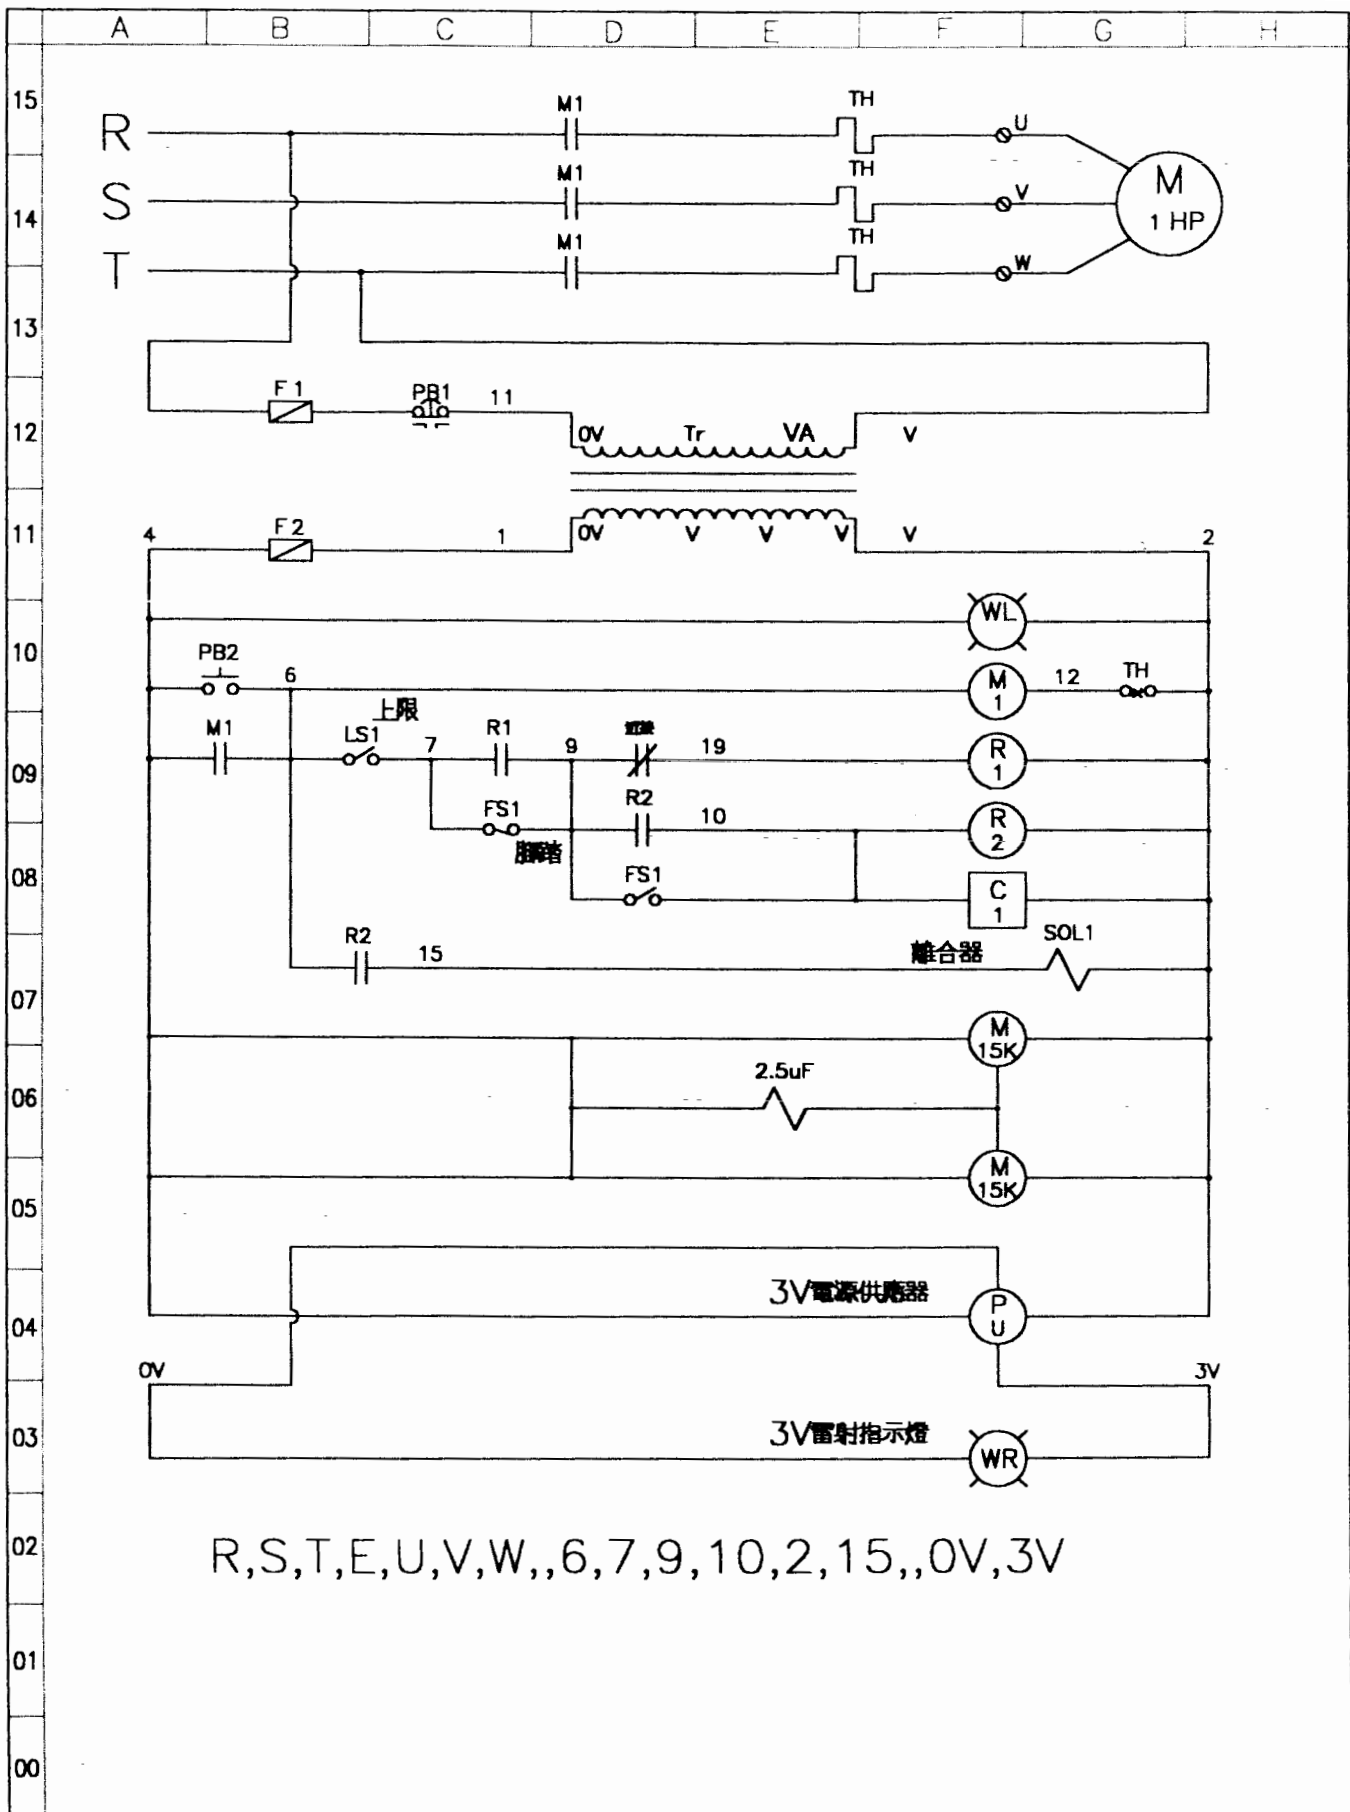 A B C D E F G H
15
M1 TH
R U
M1 TH
S V M
14 1 HP
M1 TH
T W
13
F1 PB1 11
12 0V Tr VA V
11 4 F2 1 0V V V V V 2
WL
10 PB2
6 M 1 12 TH
上限
M1 LS1 7 R1 9 19 R 1
09
FS1 R2 10 R 2
腳踏
08 FS1 C 1
R2 15 離合器 SOL1
07
M 15K
06 2.5uF
M 15K
05
3V電源供應器 P U
04
0V 3V
03 3V雷射指示燈 WR
02 R,S,T,E,U,V,W,,6,7,9,10,2,15,,0V,3V
01
00